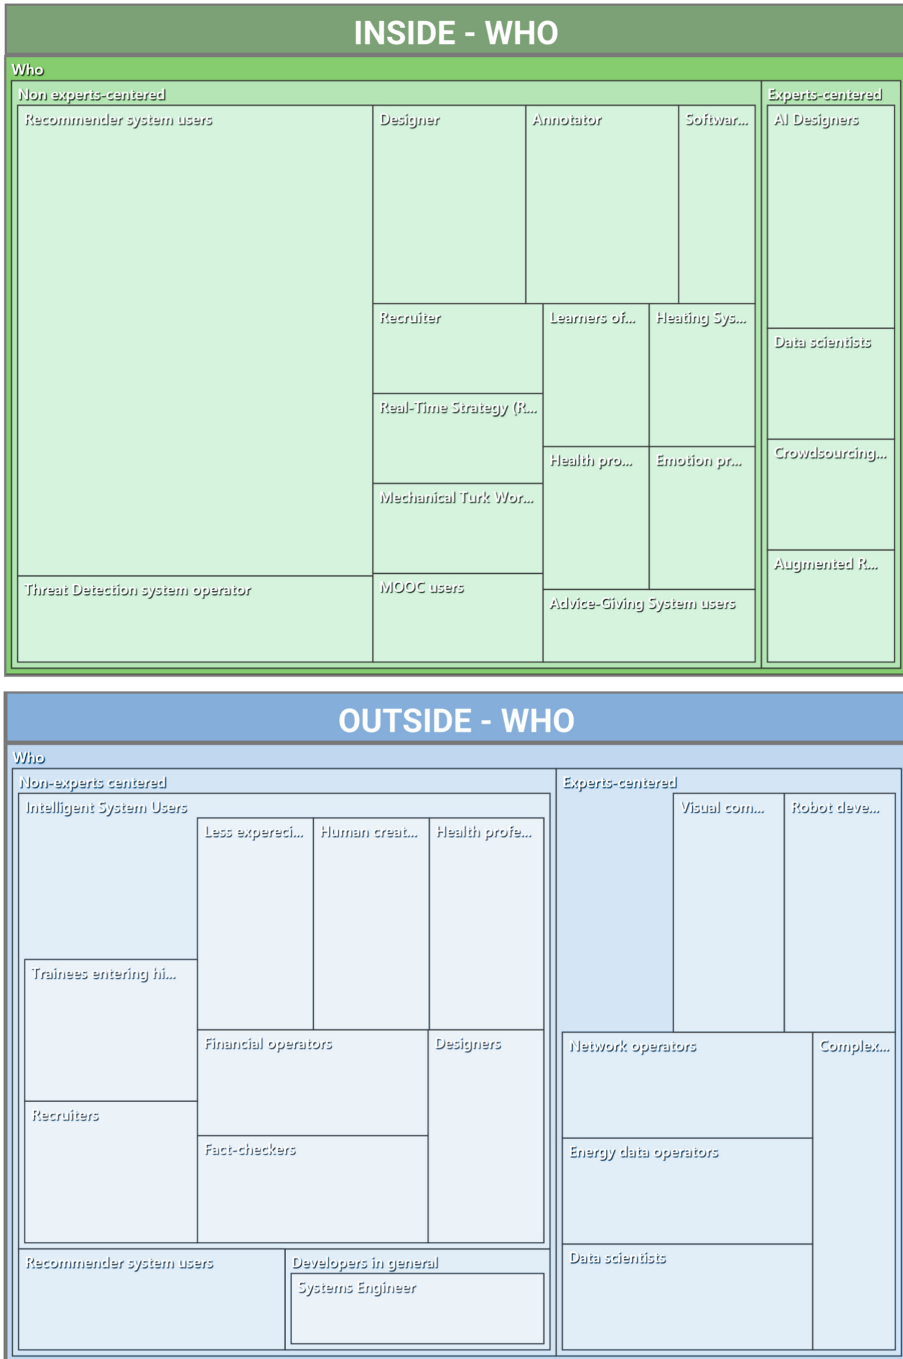 INSIDE - WHO
Who
Non experts-centered
Experts-centered
Recommender system users
Designer
Annotator
Softwar...
AI Designers
Recruiter
Learners of...
Heating Sys...
Data scientists
Real-Time Strategy (R...
Health pro...
Emotion pr...
Crowdsourcing...
Mechanical Turk Wor...
Augmented R...
Threat Detection system operator
MOOC users
Advice-Giving System users
OUTSIDE - WHO
Who
Non-experts centered
Experts-centered
Intelligent System Users
Visual com...
Robot deve...
Less expereci...
Human creat...
Health profe...
Trainees entering hi...
Financial operators
Designers
Network operators
Complex...
Recruiters
Fact-checkers
Energy data operators
Recommender system users
Developers in general
Data scientists
Systems Engineer